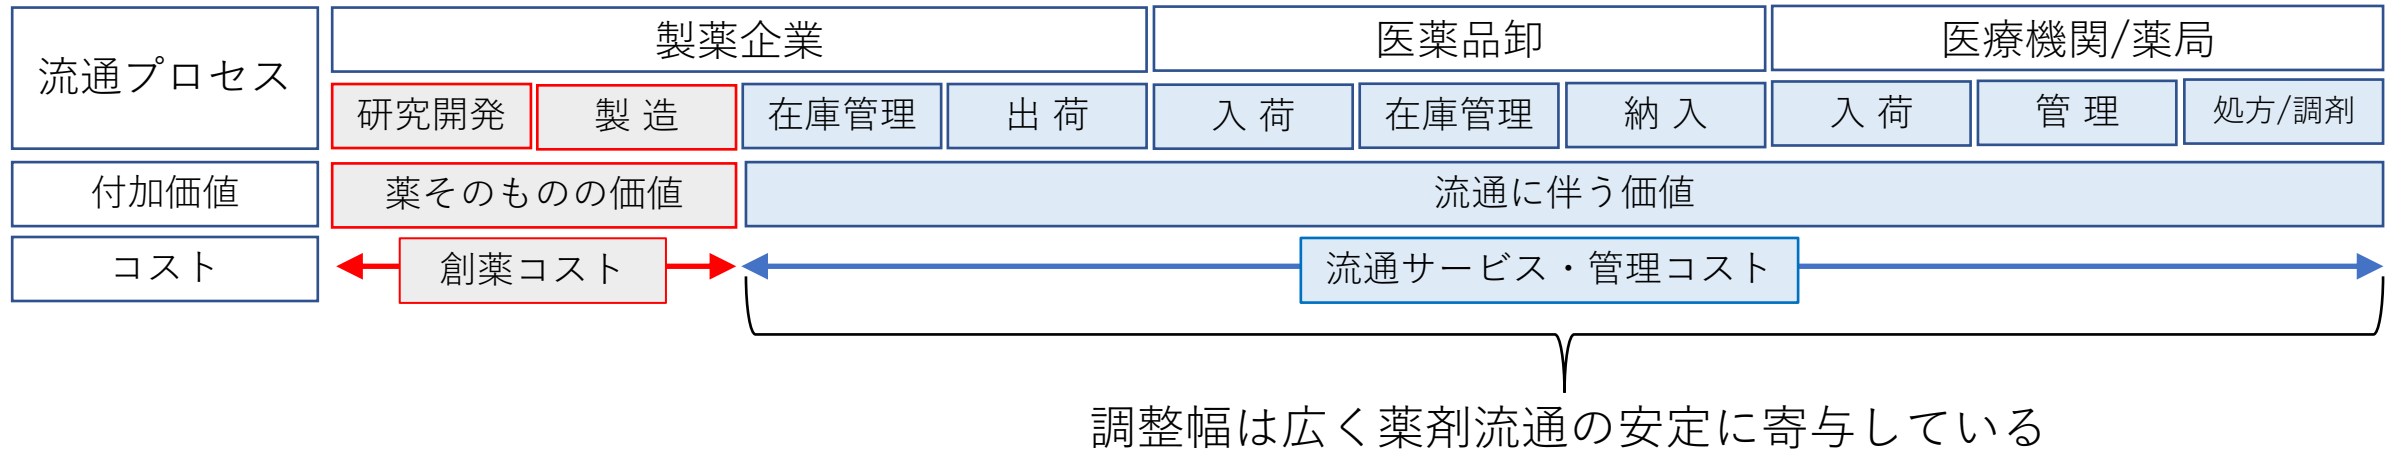 流通プロセス
製薬企業
医薬品卸
医療機関/薬局
研究開発
製 造
在庫管理
出 荷
入 荷
在庫管理
納 入
入 荷
管 理
処方/調剤
付加価値
薬そのものの価値
流通に伴う価値
コスト
創薬コスト
流通サービス・管理コスト
調整幅は広く薬剤流通の安定に寄与している